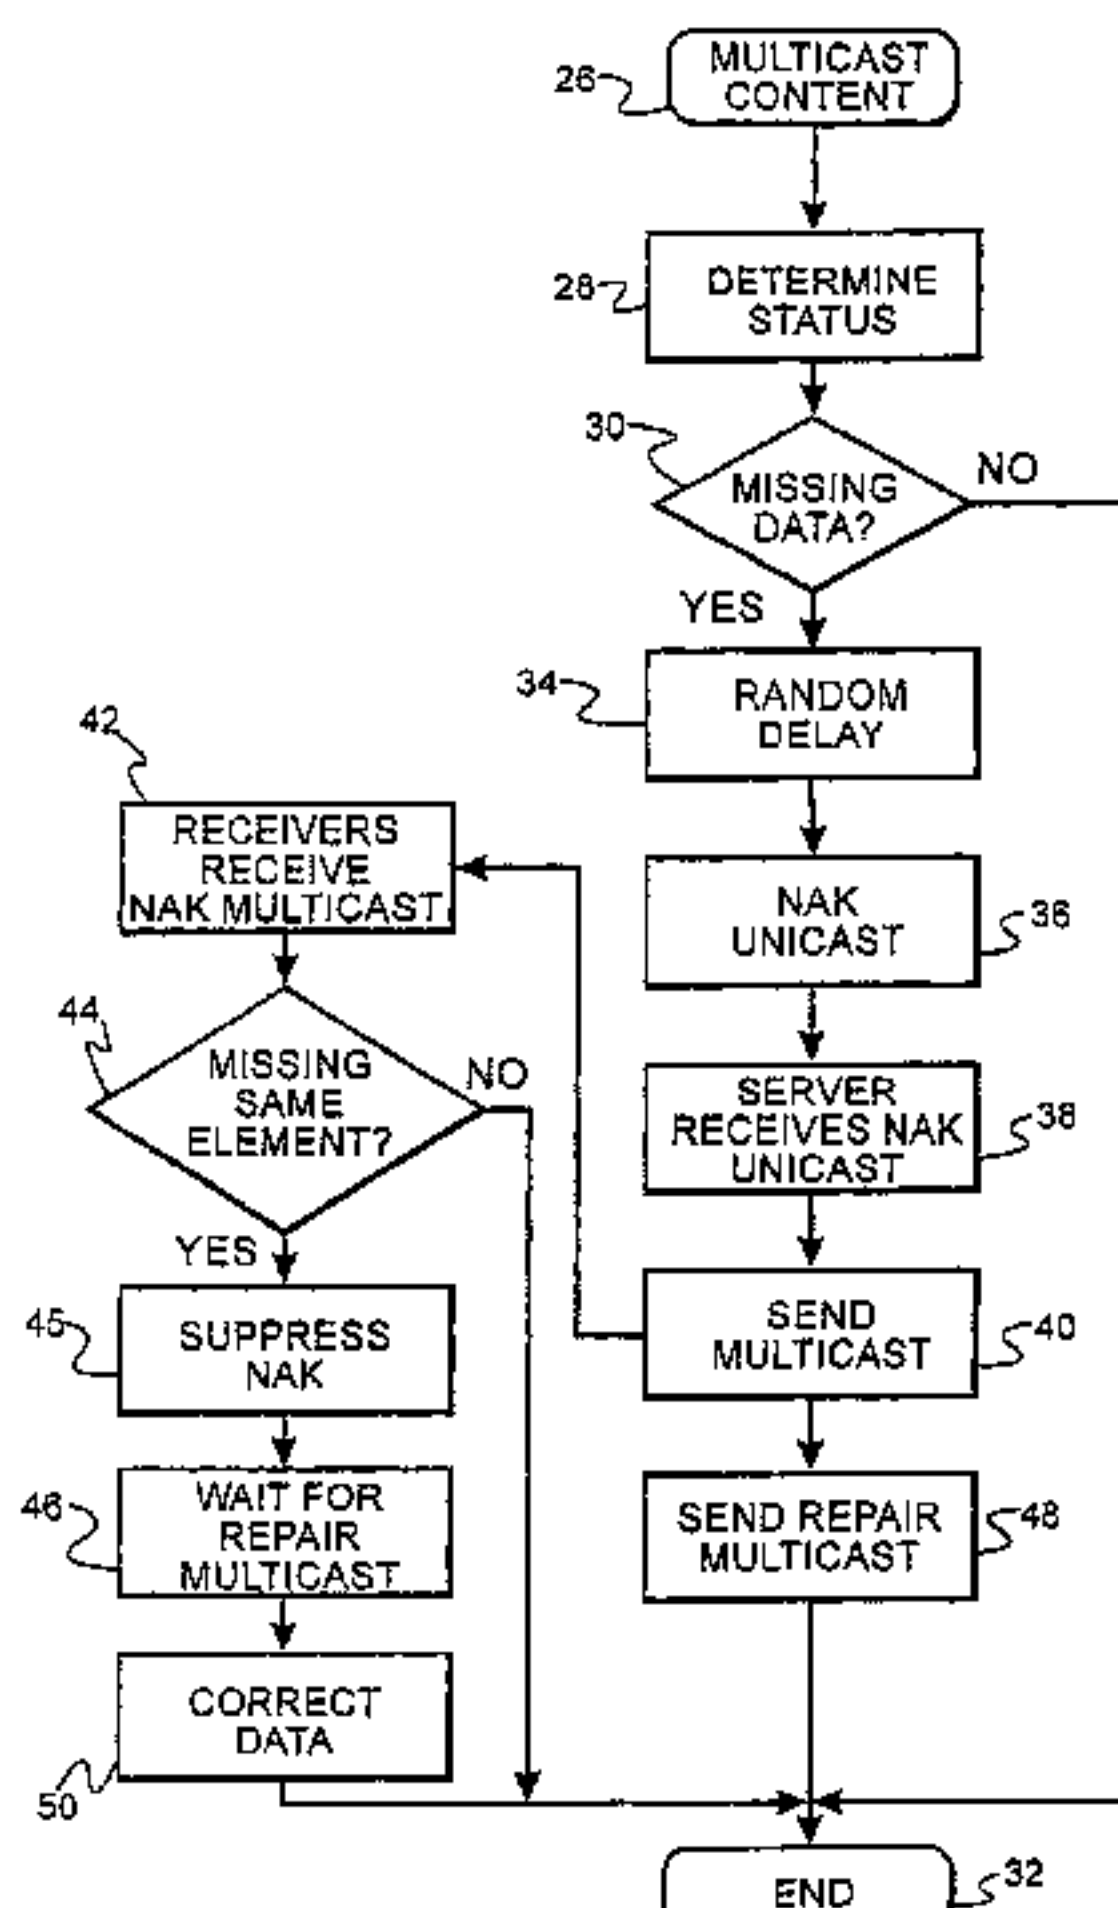 MULTICAST
CONTENT
26
DETERMINE
STATUS
28
30
MISSING
DATA?
NO
YES
34
RANDOM
DELAY
NAK
UNICAST
36
SERVER
RECEIVES NAK
UNICAST
38
SEND
MULTICAST
40
SEND REPAIR
MULTICAST
48
42
RECEIVERS
RECEIVE
NAK MULTICAST
44
MISSING
SAME
ELEMENT?
NO
YES
45
SUPPRESS
NAK
46
WAIT FOR
REPAIR
MULTICAST
CORRECT
DATA
50
END
32